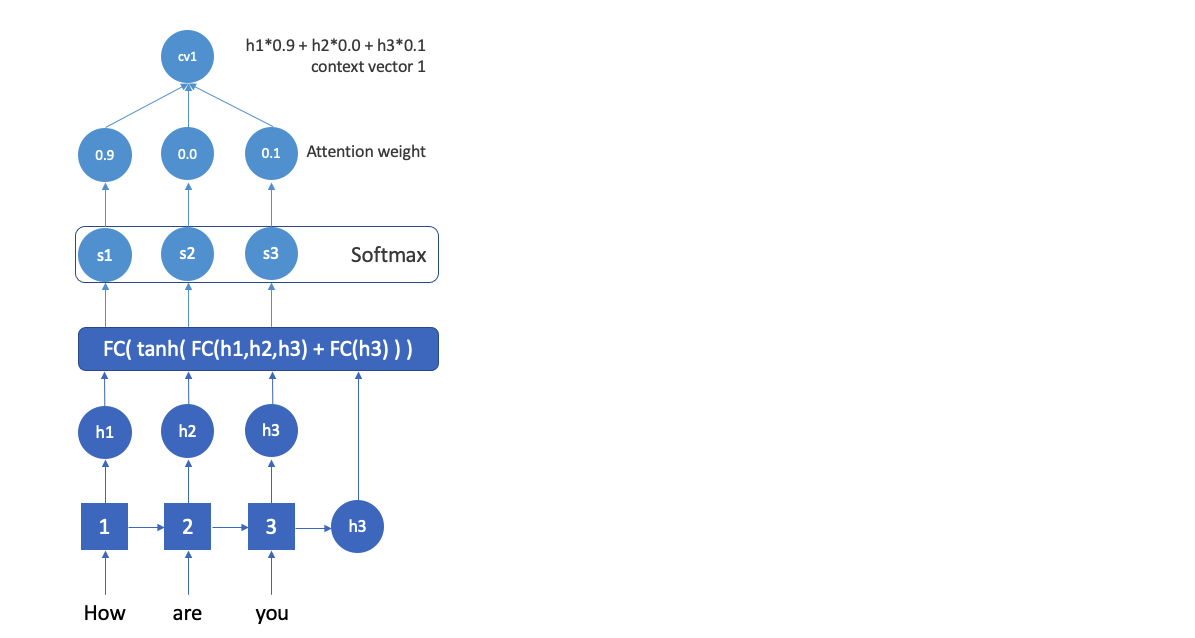 cv1
h1*0.9 + h2*0.0 + h3*0.1
context vector 1
0.9 0.0 0.1 Attention weight
s1 s2 s3 Softmax
FC( tanh( FC(h1,h2,h3) + FC(h3) ) )
h1 h2 h3
1 2 3 h3
How are you